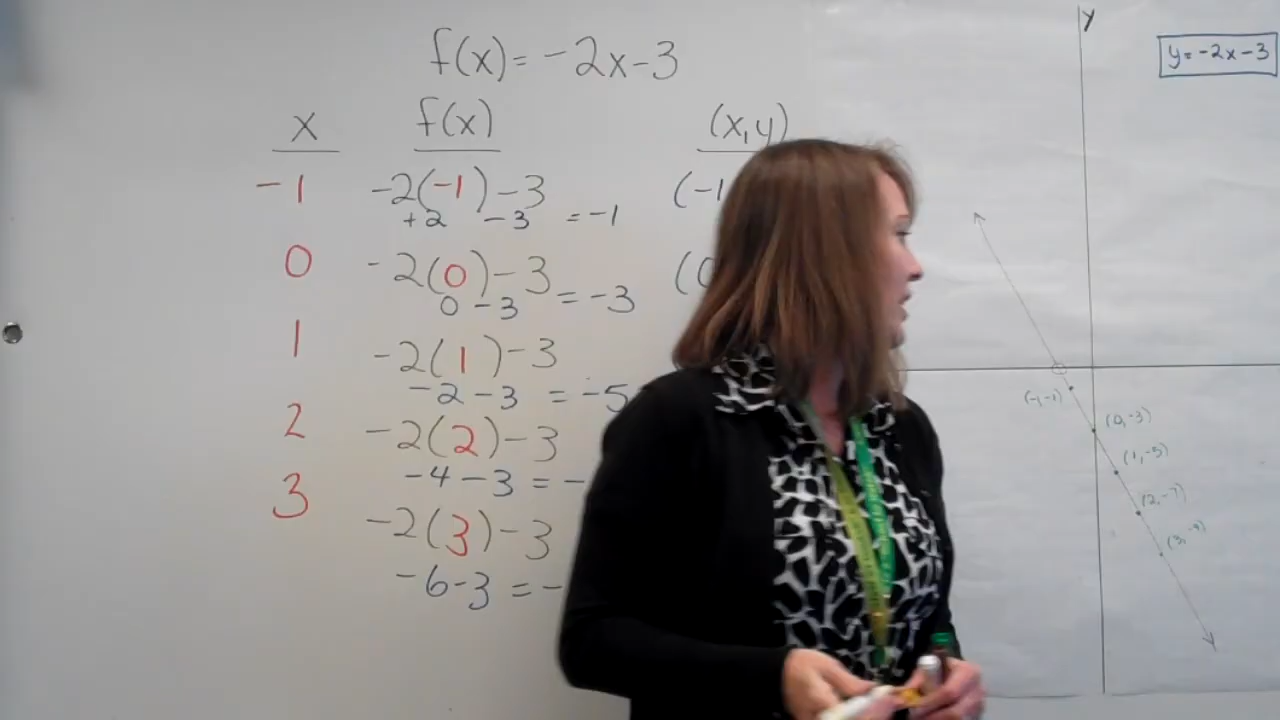 f(x) = -2x-3
x f(x) (x,y)
-1 -2(-1)-3 (-1
+2 -3 = -1
0 -2(0)-3 (0
0 -3 = -3
1 -2(1)-3
-2-3 = -5
2 -2(2)-3
-4-3 = -
3 -2(3)-3
-6-3 = -
y
y = -2x-3
(-1,-1)
(0,-3)
(1,-5)
(2,-7)
(3,-9)